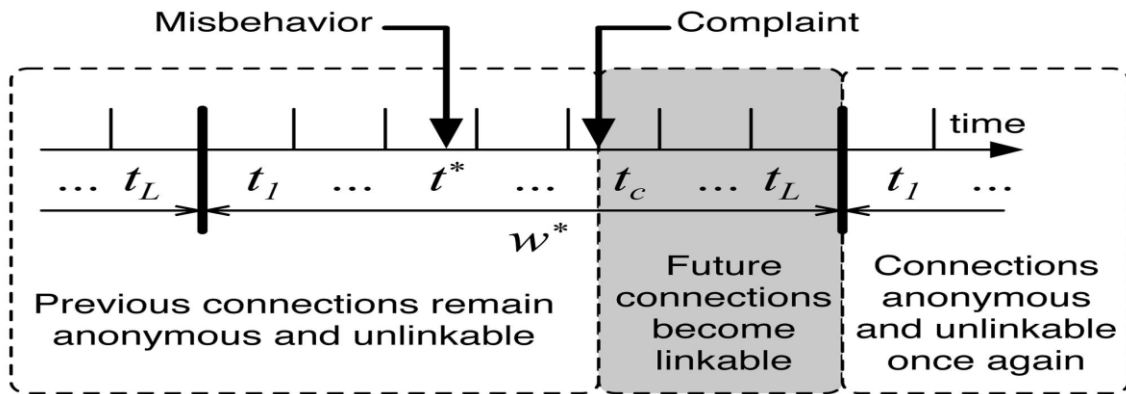 Misbehavior Complaint
time
... t_L t_1 ... t* ... t_c ... t_L t_1 ...
w*
Previous connections remain
anonymous and unlinkable
Future
connections
become
linkable
Connections
anonymous
and unlinkable
once again